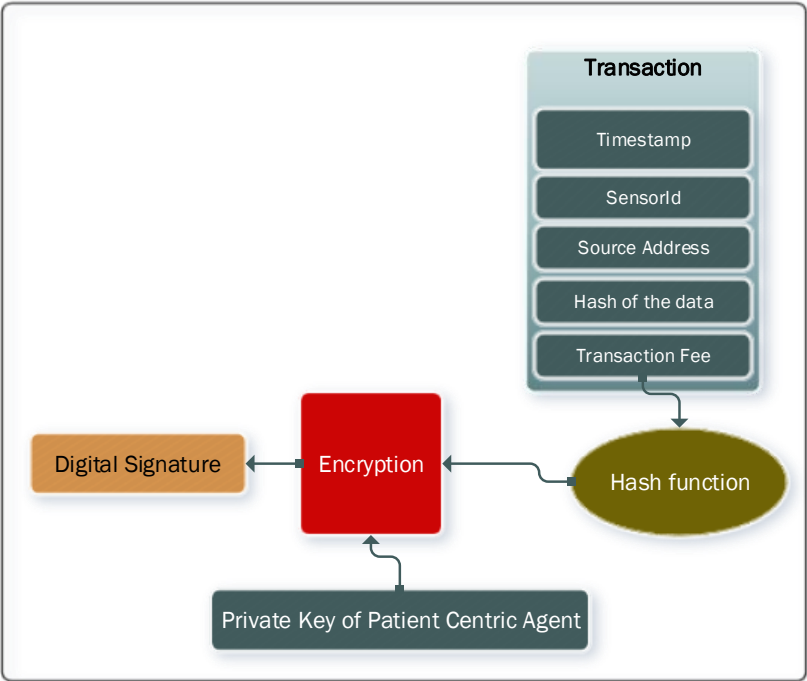 Transaction
Timestamp
SensorId
Source Address
Hash of the data
Transaction Fee
Digital Signature
Encryption
Hash function
Private Key of Patient Centric Agent